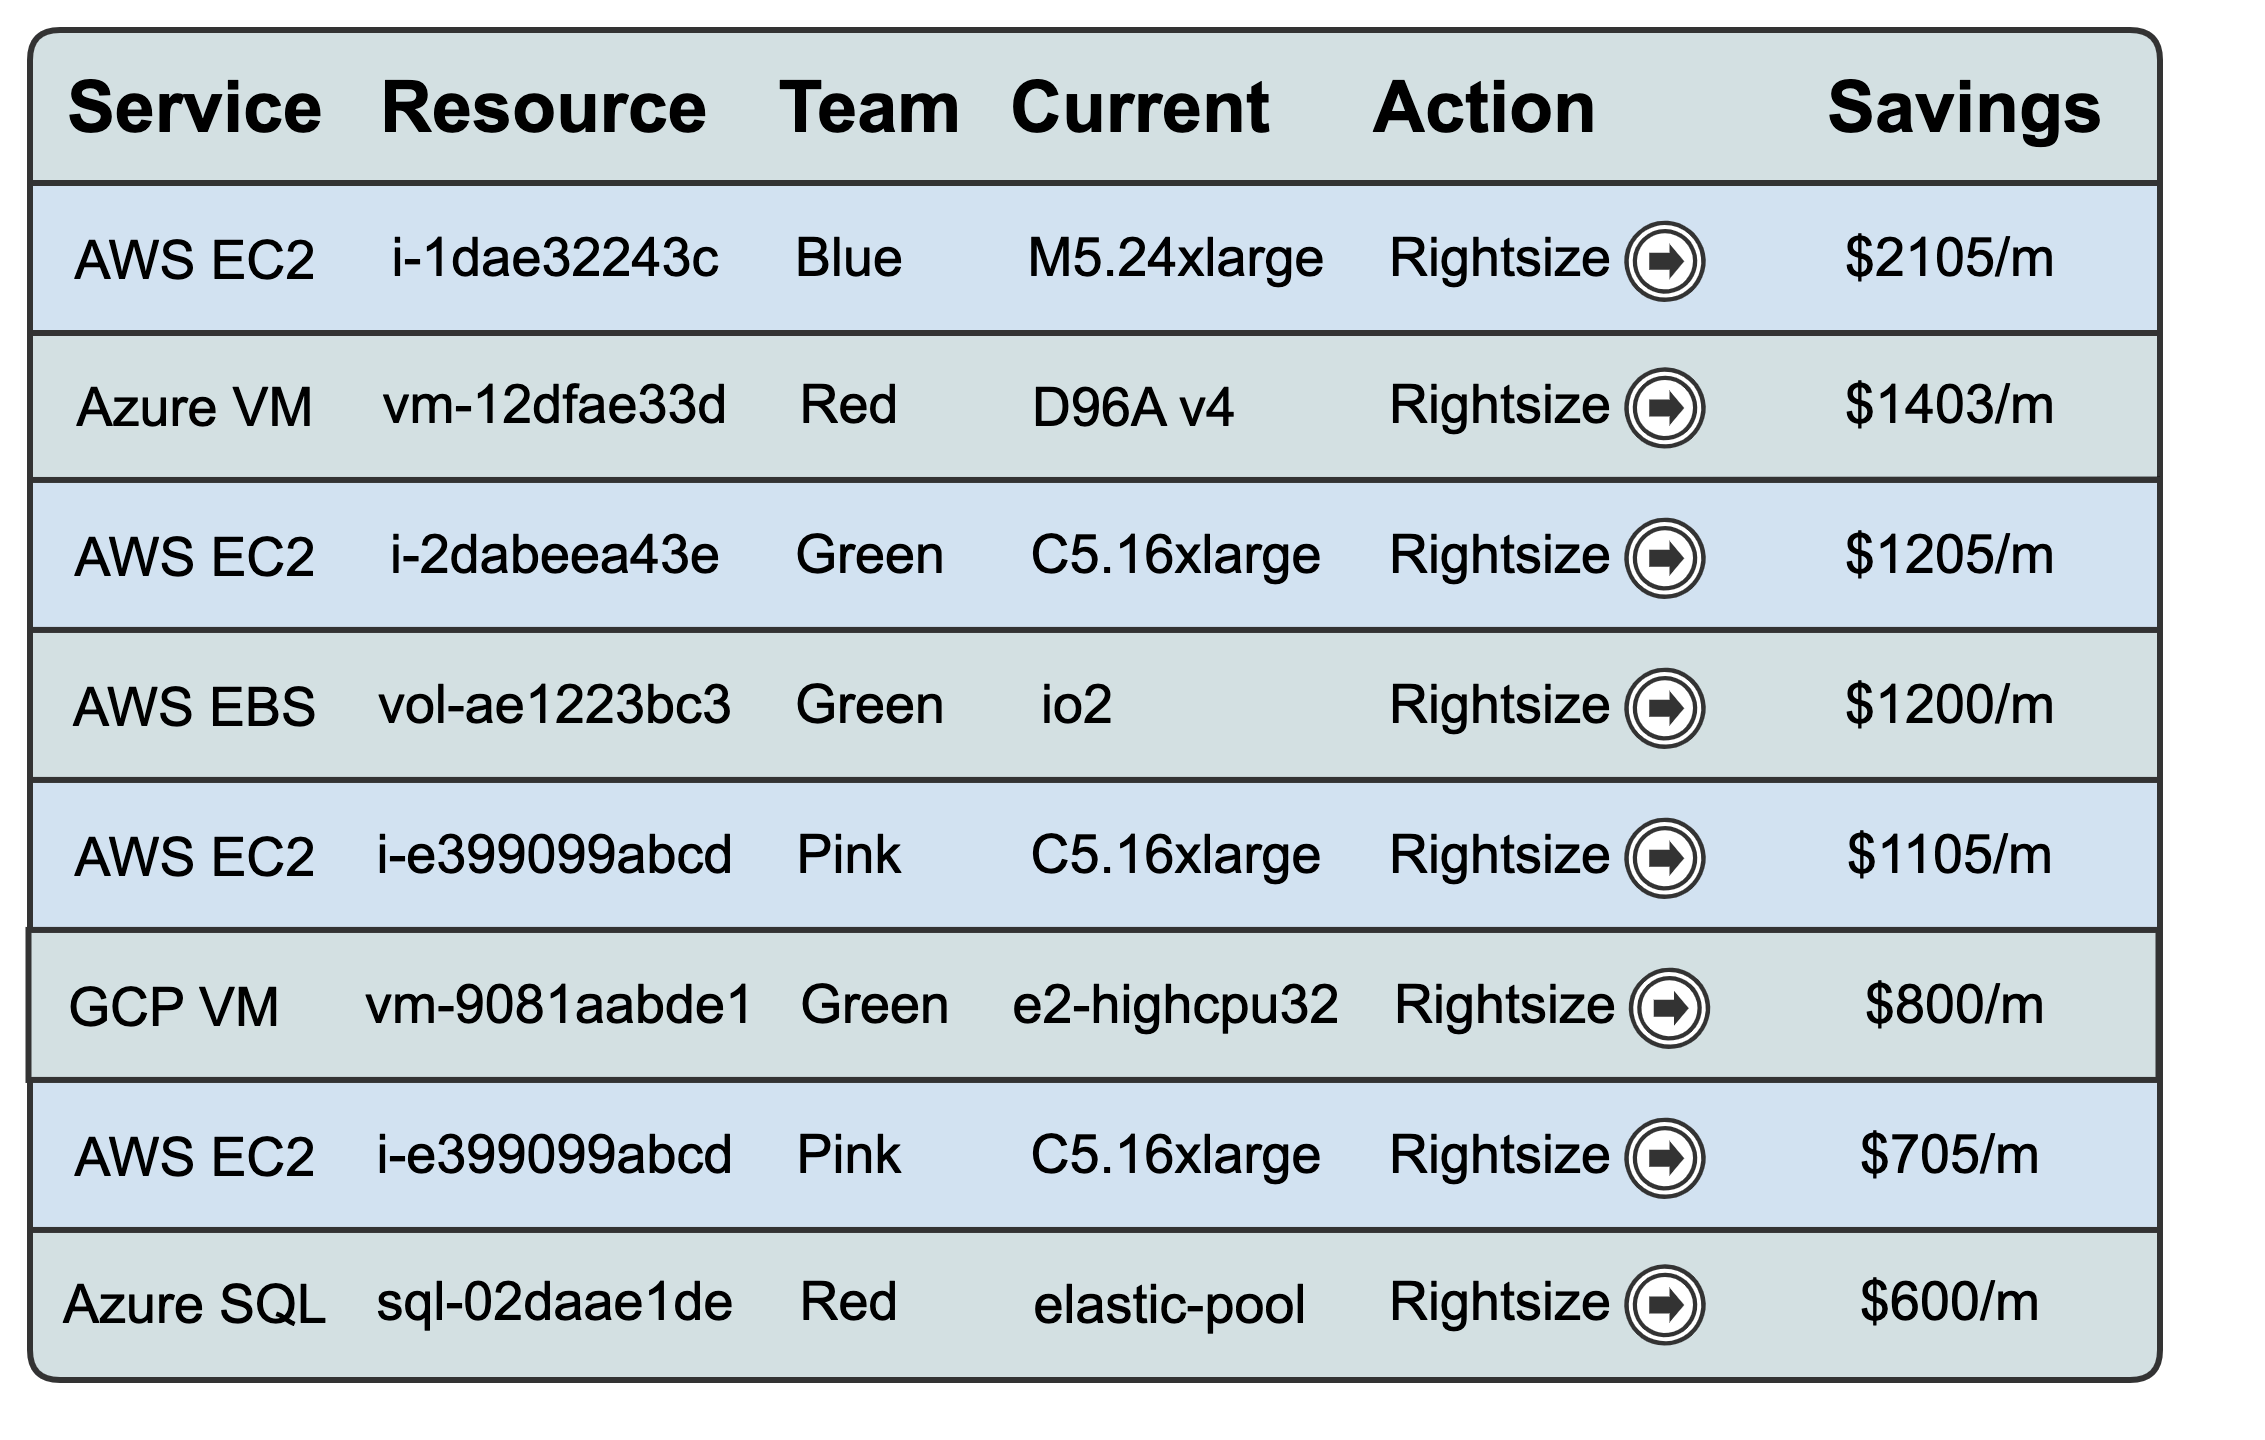 Service Resource Team Current Action Savings
AWS EC2 i-1dae32243c Blue M5.24xlarge Rightsize $2105/m
Azure VM vm-12dfae33d Red D96A v4 Rightsize $1403/m
AWS EC2 i-2dabeea43e Green C5.16xlarge Rightsize $1205/m
AWS EBS vol-ae1223bc3 Green io2 Rightsize $1200/m
AWS EC2 i-e399099abcd Pink C5.16xlarge Rightsize $1105/m
GCP VM vm-9081aabde1 Green e2-highcpu32 Rightsize $800/m
AWS EC2 i-e399099abcd Pink C5.16xlarge Rightsize $705/m
Azure SQL sql-02daae1de Red elastic-pool Rightsize $600/m